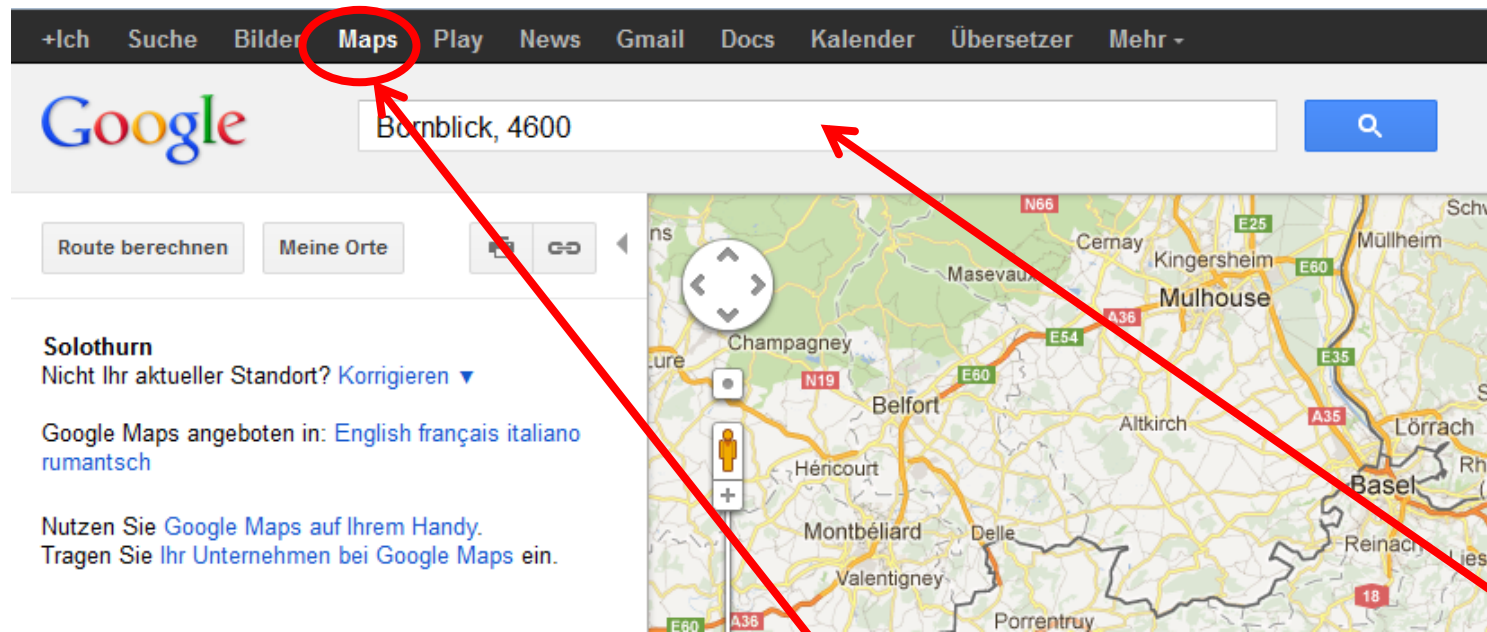 +Ich Suche Bilder Maps Play News Gmail Docs Kalender Übersetzer Mehr
Google
Bornblick, 4600
Route berechnen Meine Orte
Solothurn
Nicht Ihr aktueller Standort? Korrigieren ▼
Google Maps angeboten in: English français italiano
rumantsch
Nutzen Sie Google Maps auf Ihrem Handy.
Tragen Sie Ihr Unternehmen bei Google Maps ein.
N66
E25
Cernay
Müllheim
Kingersheim
E60
Masevaux
Mulhouse
A36
Champagney
E54
E35
N19
E60
Belfort
A35
Altkirch
Lörrach
Héricourt
Basel
Montbéliard
Delle
Reinach
Valentigney
18
E60
A36
Porrentruy